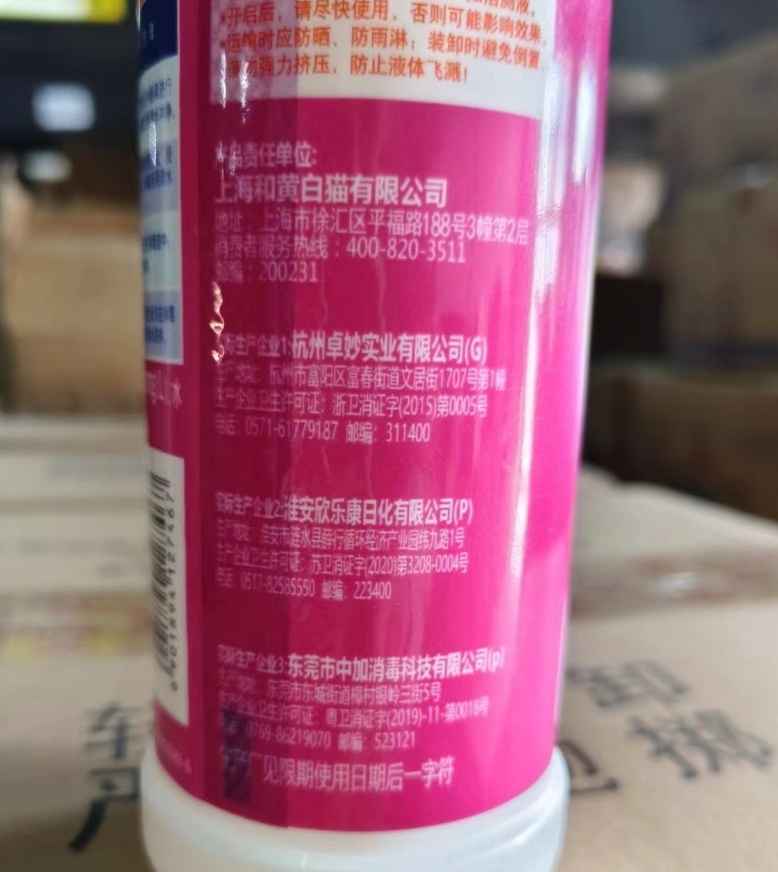 开启后，请尽快使用，否则可能影响效果。
运输时应防晒、防雨淋；装卸时避免倒置，
勿强力挤压，防止液体飞溅！
产品责任单位：
上海和黄白猫有限公司
地址：上海市徐汇区平福路188号3幢第2层
消费者服务热线：400-820-3511
邮编：200231
实际生产企业1:杭州卓妙实业有限公司(G)
生产地址：杭州市富阳区富春街道文居街1707号第1幢
生产企业卫生许可证：浙卫消证字(2015)第0005号
电话：0571-61779187 邮编：311400
实际生产企业2:淮安欣乐康日化有限公司(P)
生产地址：淮安市涟水县薛行循环经济产业园纬九路1号
生产企业卫生许可证：苏卫消证字(2020)第3208-0004号
电话：0517-82585550 邮编：223400
实际生产企业3:东莞市中加消毒科技有限公司(p)
生产地址：东莞市东城街道樟村银岭三街5号
生产企业卫生许可证：粤卫消证字(2019)-11-第0018号
0769-86219070 邮编：523121
生产厂见限期使用日期后一字符
卸
掷